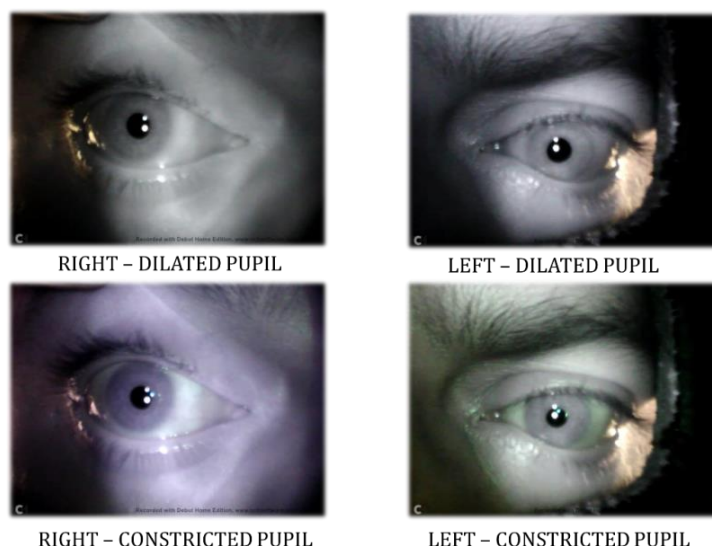 RIGHT – DILATED PUPIL
LEFT – DILATED PUPIL
RIGHT – CONSTRICTED PUPIL
LEFT – CONSTRICTED PUPIL